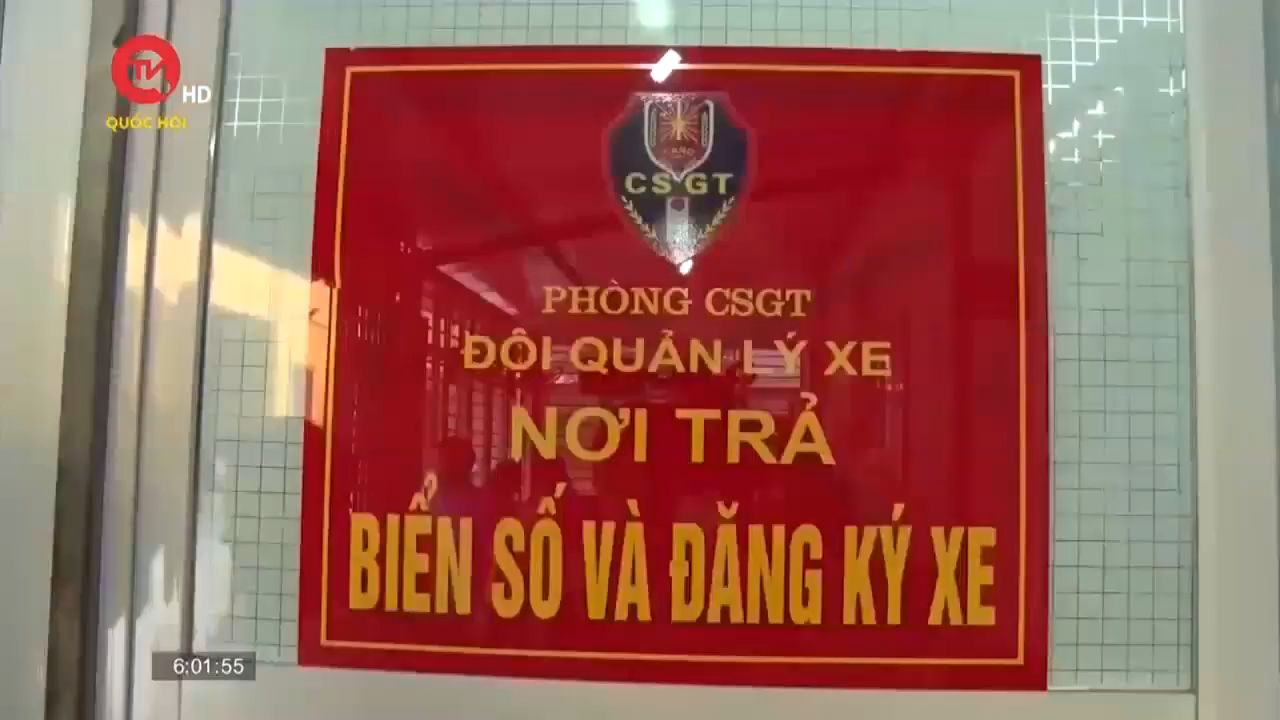 TV HD
QUỐC HỘI
CSGT
PHÒNG CSGT
ĐỘI QUẢN LÝ XE
NƠI TRẢ
BIỂN SỐ VÀ ĐĂNG KÝ XE
6:01:55